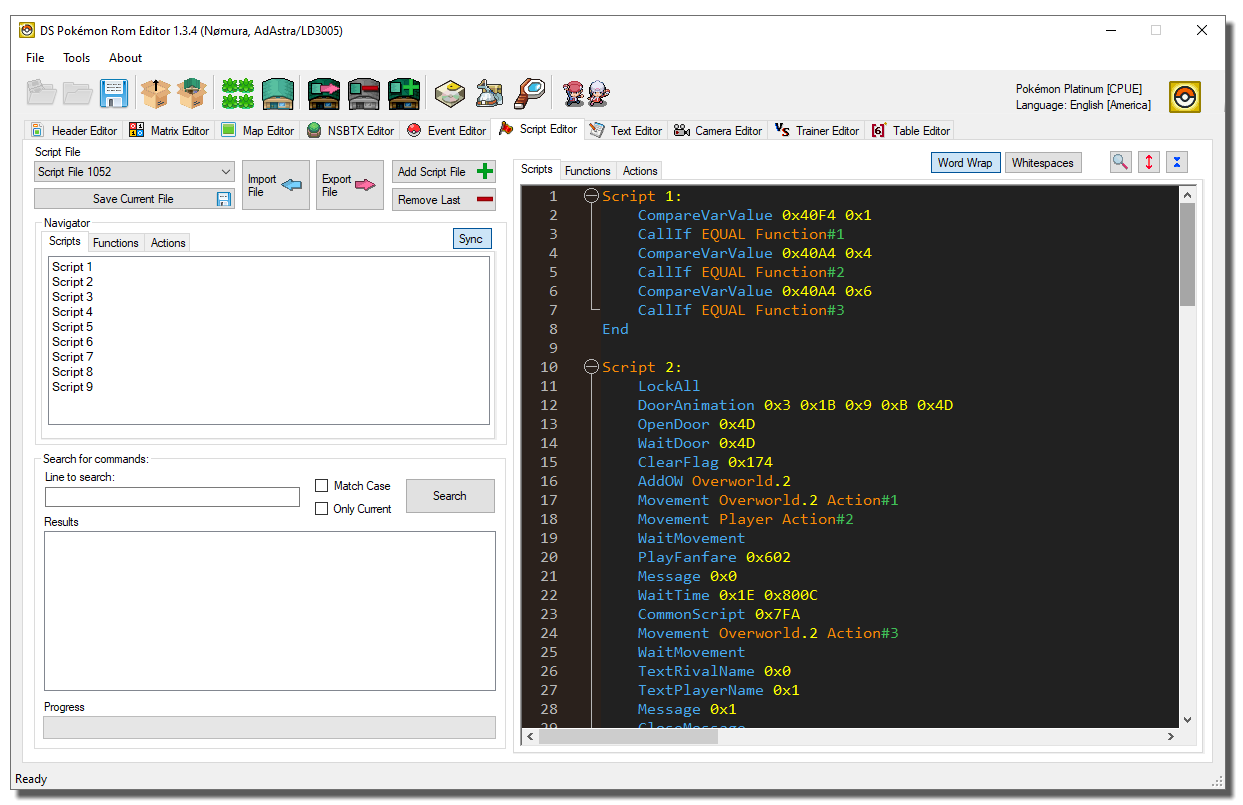 DS Pokémon Rom Editor 1.3.4 (Nømura, AdAstra/LD3005)
File Tools About
Pokémon Platinum [CPUE]
Language: English [America]
Header Editor Matrix Editor Map Editor NSBTX Editor Event Editor Script Editor Text Editor Camera Editor Trainer Editor Table Editor
Script File
Script File 1052
Save Current File
Import File
Export File
Add Script File
Remove Last
Navigator
Scripts Functions Actions
Sync
Script 1
Script 2
Script 3
Script 4
Script 5
Script 6
Script 7
Script 8
Script 9
Search for commands:
Line to search:
Match Case
Only Current
Search
Results
Progress
Scripts Functions Actions
Word Wrap Whitespaces
1 Script 1:
2 CompareVarValue 0x40F4 0x1
3 CallIf EQUAL Function#1
4 CompareVarValue 0x40A4 0x4
5 CallIf EQUAL Function#2
6 CompareVarValue 0x40A4 0x6
7 CallIf EQUAL Function#3
8 End
9
10 Script 2:
11 LockAll
12 DoorAnimation 0x3 0x1B 0x9 0xB 0x4D
13 OpenDoor 0x4D
14 WaitDoor 0x4D
15 ClearFlag 0x174
16 AddOW Overworld.2
17 Movement Overworld.2 Action#1
18 Movement Player Action#2
19 WaitMovement
20 PlayFanfare 0x602
21 Message 0x0
22 WaitTime 0x1E 0x800C
23 CommonScript 0x7FA
24 Movement Overworld.2 Action#3
25 WaitMovement
26 TextRivalName 0x0
27 TextPlayerName 0x1
28 Message 0x1
29 CloseMessage
Ready